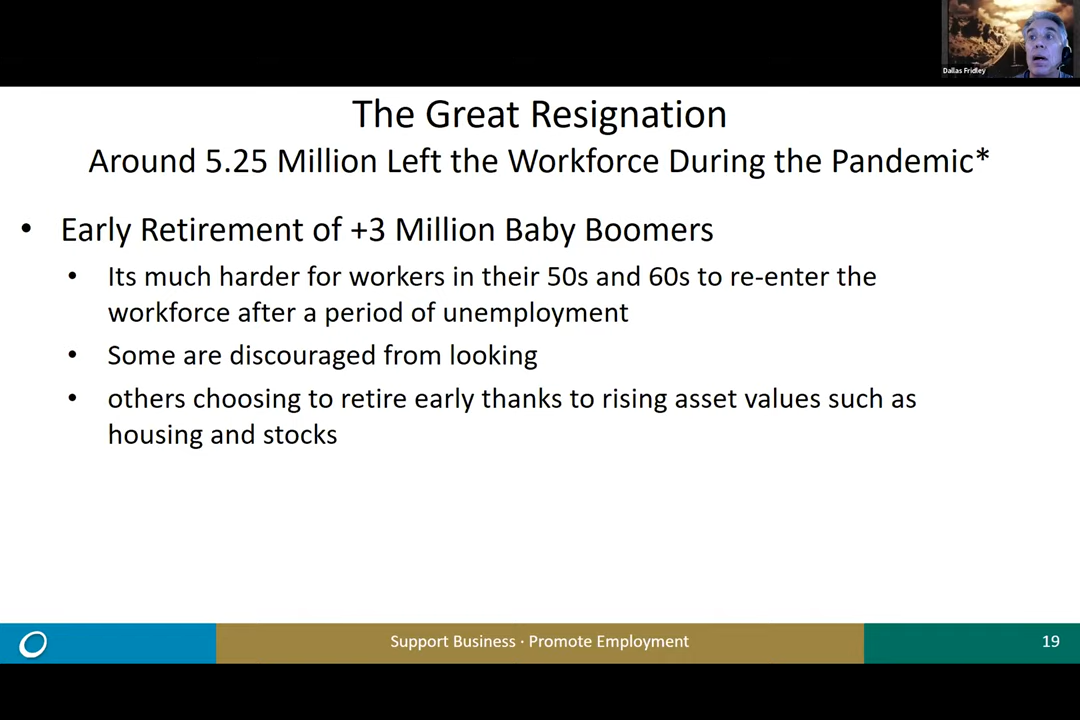 Dallas Fridley
The Great Resignation
Around 5.25 Million Left the Workforce During the Pandemic*
• Early Retirement of +3 Million Baby Boomers
• Its much harder for workers in their 50s and 60s to re-enter the
workforce after a period of unemployment
• Some are discouraged from looking
• others choosing to retire early thanks to rising asset values such as
housing and stocks
Support Business · Promote Employment
19